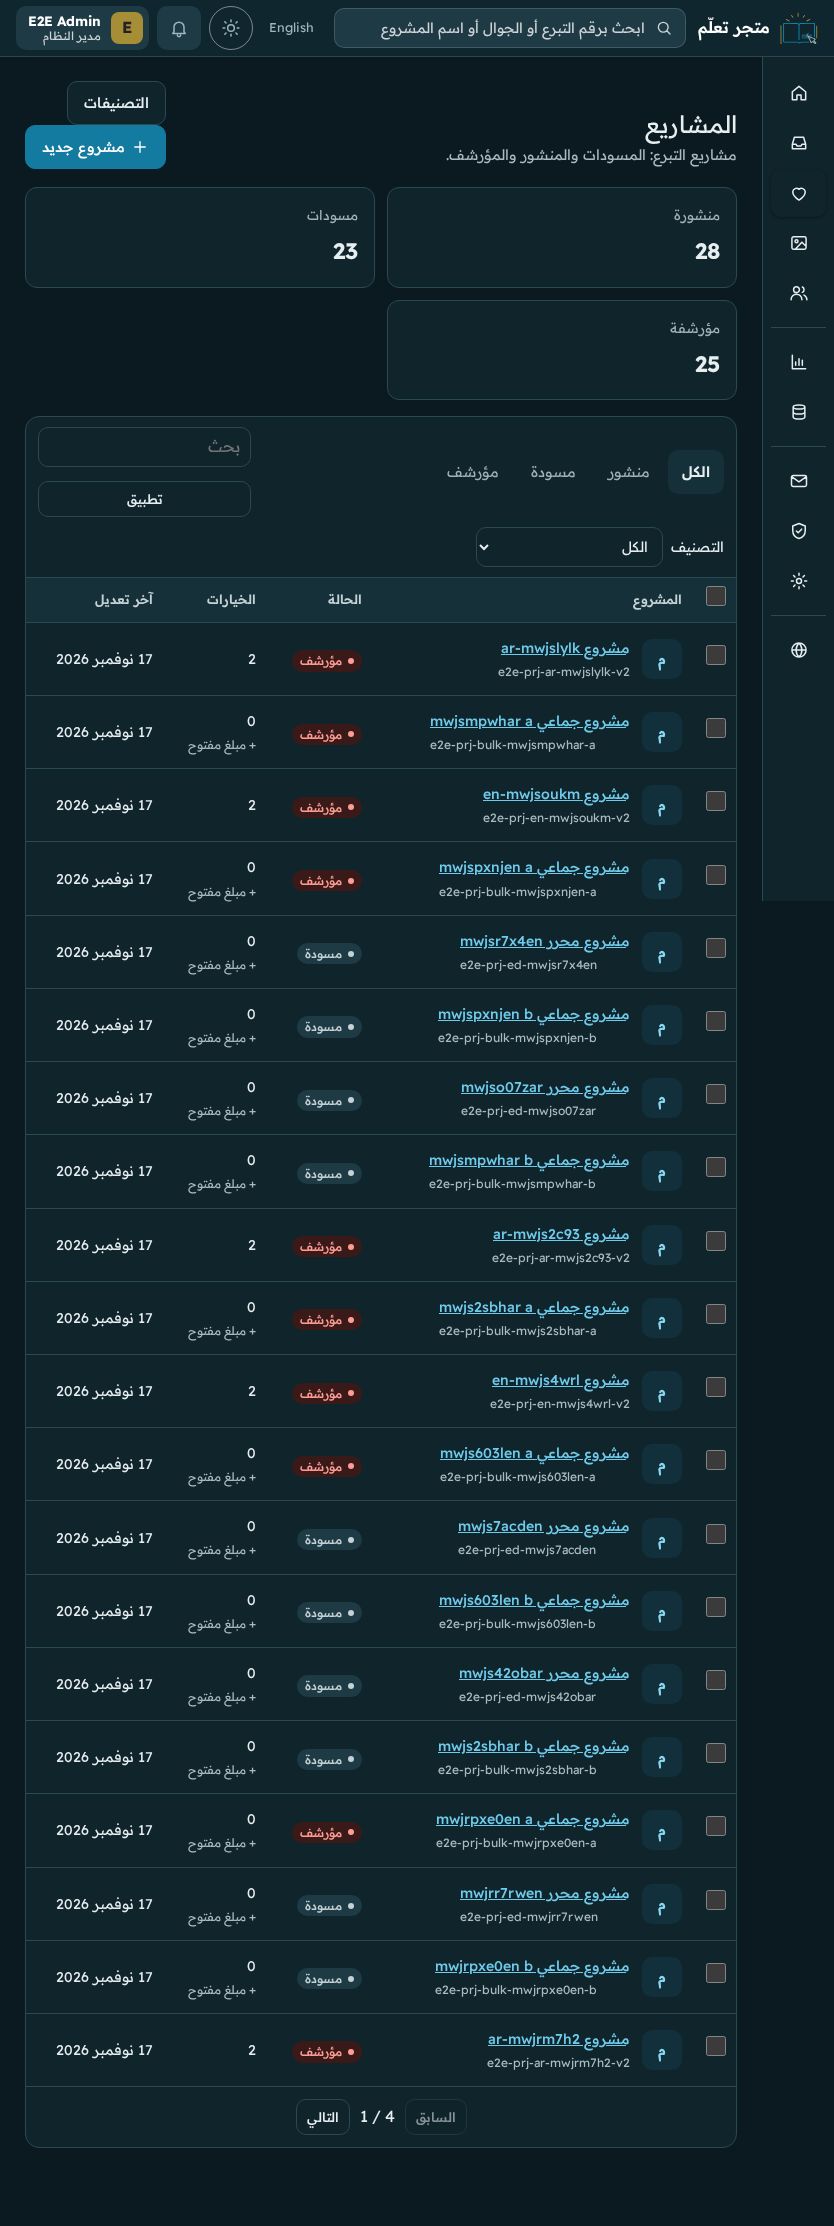 متجر تعلّم
ابحث برقم التبرع أو الجوال أو اسم المشروع
English
E2E Admin
مدير النظام
E
المشاريع
مشاريع التبرع: المسودات والمنشور والمؤرشف.
التصنيفات
+ مشروع جديد
منشورة
28
مسودات
23
مؤرشفة
25
الكل
منشور
مسودة
مؤرشف
بحث
تطبيق
التصنيف
الكل
المشروع الحالة الخيارات آخر تعديل
م مشروع ar-mwjslylk مؤرشف 2 17 نوفمبر 2026
e2e-prj-ar-mwjslylk-v2
م مشروع جماعي mwjsmpwhar a مؤرشف 0 17 نوفمبر 2026
e2e-prj-bulk-mwjsmpwhar-a + مبلغ مفتوح
م مشروع en-mwjsoukm مؤرشف 2 17 نوفمبر 2026
e2e-prj-en-mwjsoukm-v2
م مشروع جماعي mwjspxnjen a مؤرشف 0 17 نوفمبر 2026
e2e-prj-bulk-mwjspxnjen-a + مبلغ مفتوح
م مشروع محرر mwjsr7x4en مسودة 0 17 نوفمبر 2026
e2e-prj-ed-mwjsr7x4en + مبلغ مفتوح
م مشروع جماعي mwjspxnjen b مسودة 0 17 نوفمبر 2026
e2e-prj-bulk-mwjspxnjen-b + مبلغ مفتوح
م مشروع محرر mwjso07zar مسودة 0 17 نوفمبر 2026
e2e-prj-ed-mwjso07zar + مبلغ مفتوح
م مشروع جماعي mwjsmpwhar b مسودة 0 17 نوفمبر 2026
e2e-prj-bulk-mwjsmpwhar-b + مبلغ مفتوح
م مشروع ar-mwjs2c93 مؤرشف 2 17 نوفمبر 2026
e2e-prj-ar-mwjs2c93-v2
م مشروع جماعي mwjs2sbhar a مؤرشف 0 17 نوفمبر 2026
e2e-prj-bulk-mwjs2sbhar-a + مبلغ مفتوح
م مشروع en-mwjs4wrl مؤرشف 2 17 نوفمبر 2026
e2e-prj-en-mwjs4wrl-v2
م مشروع جماعي mwjs603len a مؤرشف 0 17 نوفمبر 2026
e2e-prj-bulk-mwjs603len-a + مبلغ مفتوح
م مشروع محرر mwjs7acden مسودة 0 17 نوفمبر 2026
e2e-prj-ed-mwjs7acden + مبلغ مفتوح
م مشروع جماعي mwjs603len b مسودة 0 17 نوفمبر 2026
e2e-prj-bulk-mwjs603len-b + مبلغ مفتوح
م مشروع محرر mwjs42obar مسودة 0 17 نوفمبر 2026
e2e-prj-ed-mwjs42obar + مبلغ مفتوح
م مشروع جماعي mwjs2sbhar b مسودة 0 17 نوفمبر 2026
e2e-prj-bulk-mwjs2sbhar-b + مبلغ مفتوح
م مشروع جماعي mwjrpxe0en a مؤرشف 0 17 نوفمبر 2026
e2e-prj-bulk-mwjrpxe0en-a + مبلغ مفتوح
م مشروع محرر mwjrr7rwen مسودة 0 17 نوفمبر 2026
e2e-prj-ed-mwjrr7rwen + مبلغ مفتوح
م مشروع جماعي mwjrpxe0en b مسودة 0 17 نوفمبر 2026
e2e-prj-bulk-mwjrpxe0en-b + مبلغ مفتوح
م مشروع ar-mwjrm7h2 مؤرشف 2 17 نوفمبر 2026
e2e-prj-ar-mwjrm7h2-v2
السابق 1 / 4 التالي